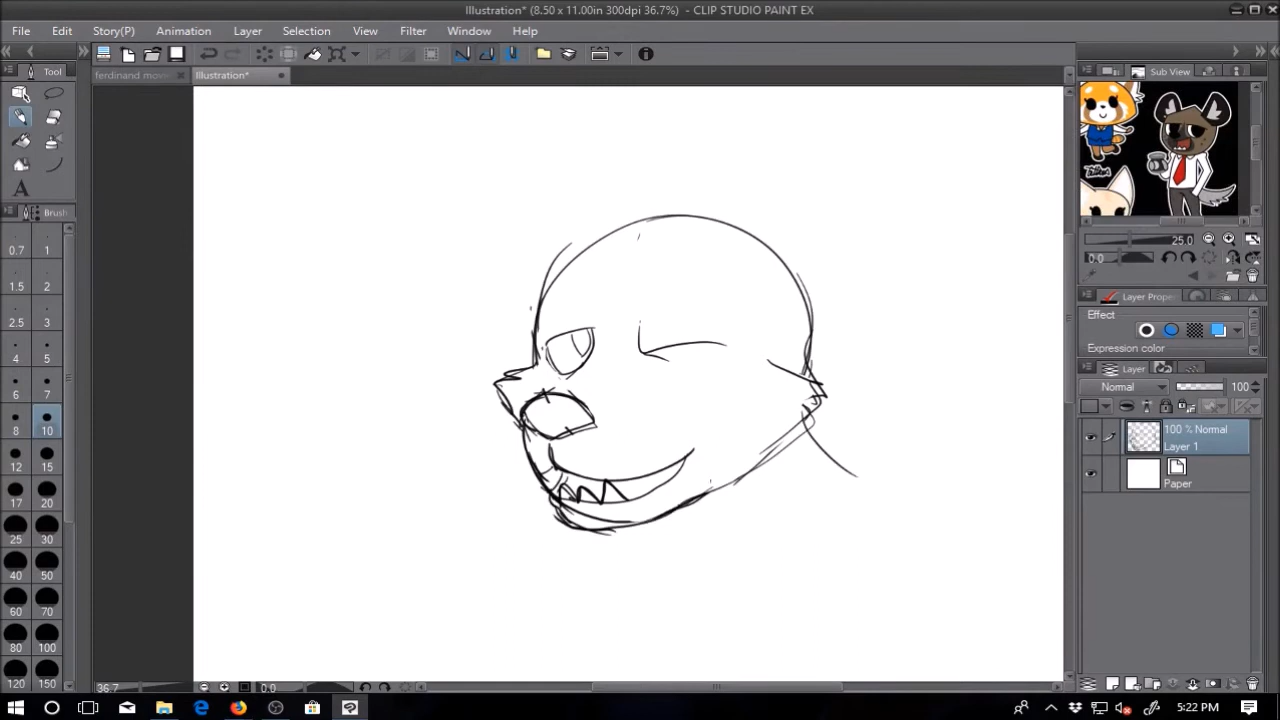 Illustration* (8.50 x 11.00in 300dpi 36.7%) - CLIP STUDIO PAINT EX
File Edit Story(P) Animation Layer Selection Filter Window Help
Tool
ferdinand movi
Illustration*
Sub View
Brush
0.7 1
1.5 2
2.5 3
4 5
6 7
8 10
12 15
17 20
25 30
40 50
60 70
80 100
120 150
25.0
0.0
Layer Prope
Effect
Expression color
Layer
Normal 100
100 % Normal
Layer 1
Paper
36.7 0.0
5:22 PM